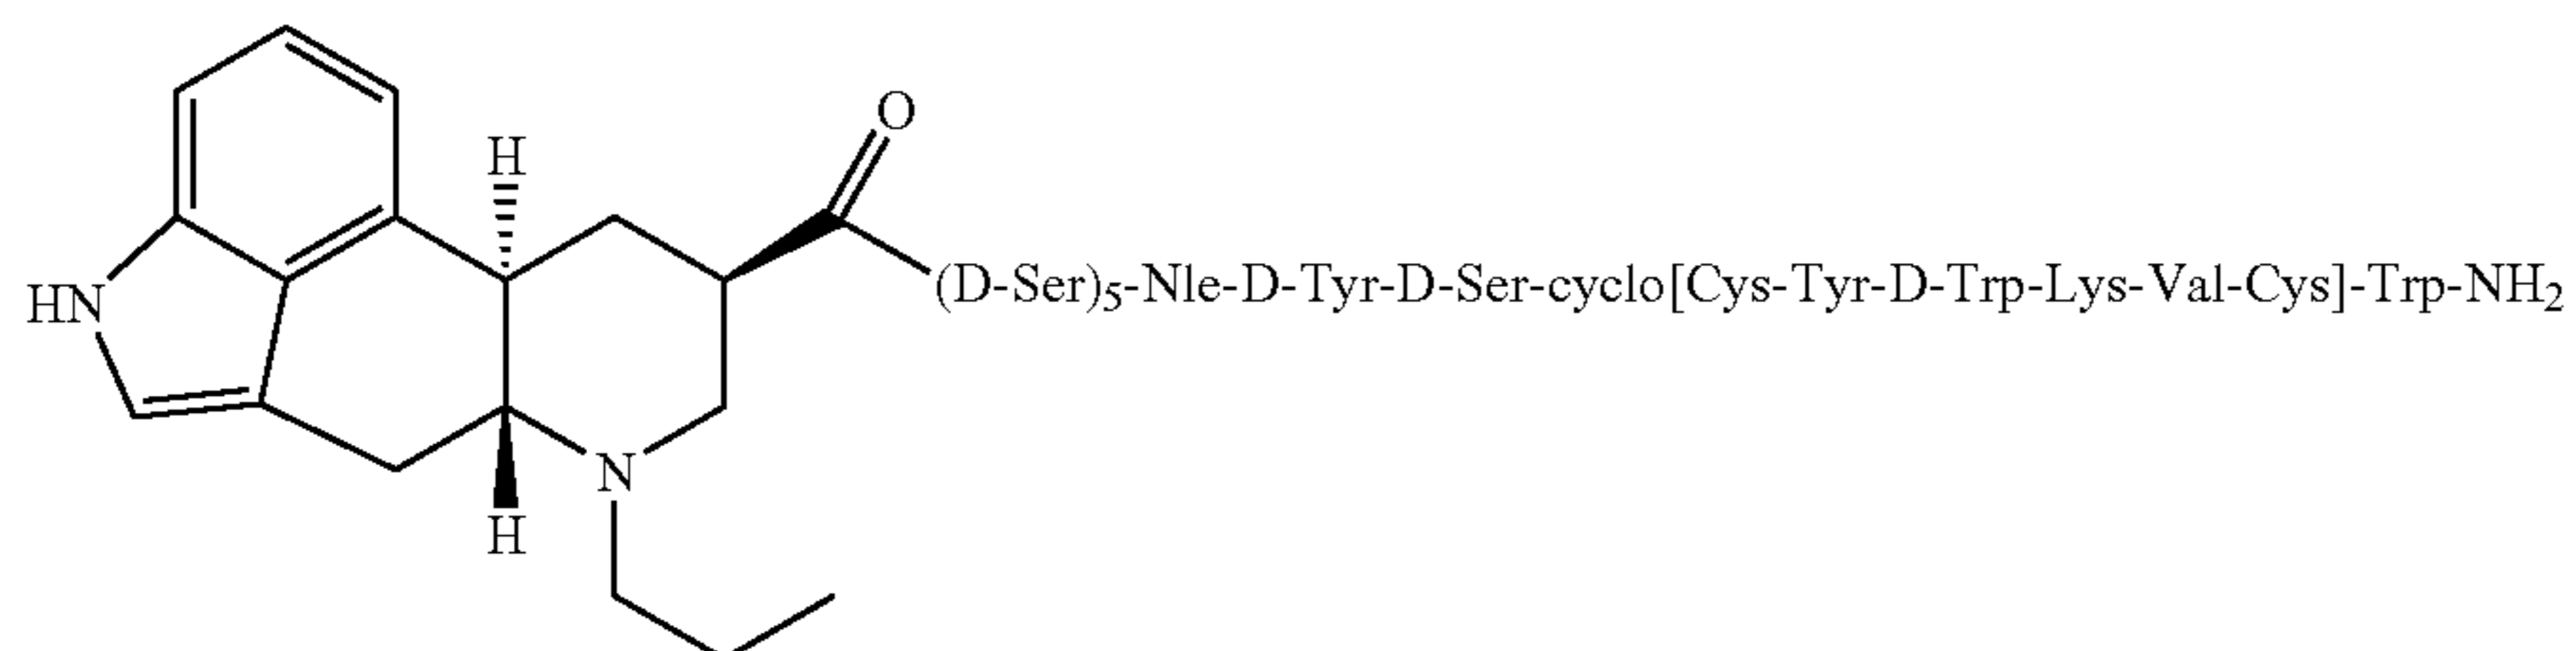 O
H
(D-Ser)5-Nle-D-Tyr-D-Ser-cyclo[Cys-Tyr-D-Trp-Lys-Val-Cys]-Trp-NH2
HN
N
H